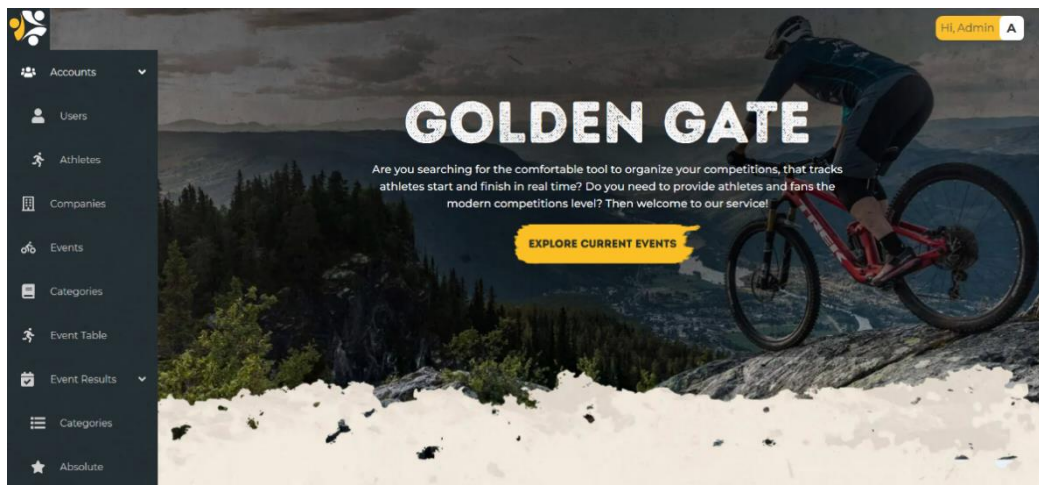 Hi, Admin A
Accounts
Users
Athletes
Companies
Events
Categories
Event Table
Event Results
Categories
Absolute
GOLDEN GATE
Are you searching for the comfortable tool to organize your competitions, that tracks
athletes start and finish in real time? Do you need to provide athletes and fans the
modern competitions level? Then welcome to our service!
EXPLORE CURRENT EVENTS
TREK